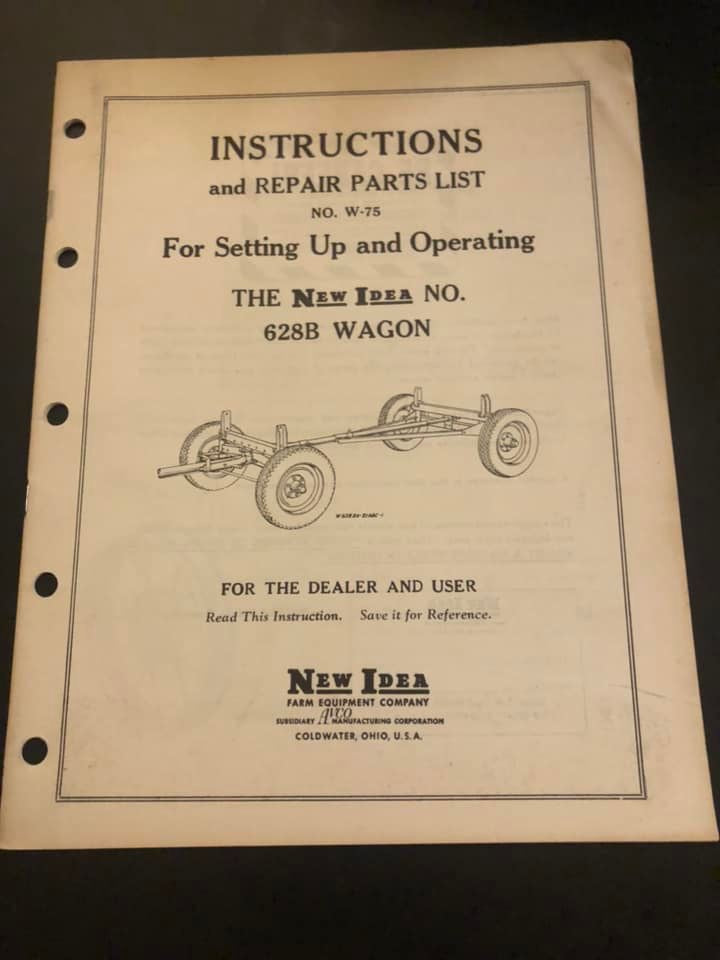 INSTRUCTIONS
and REPAIR PARTS LIST
NO. W-75
For Setting Up and Operating
THE NEW IDEA NO.
628B WAGON
FOR THE DEALER AND USER
Read This Instruction. Save it for Reference.
NEW IDEA
FARM EQUIPMENT COMPANY
SUBSIDIARY AVCO MANUFACTURING CORPORATION
COLDWATER, OHIO, U.S.A.